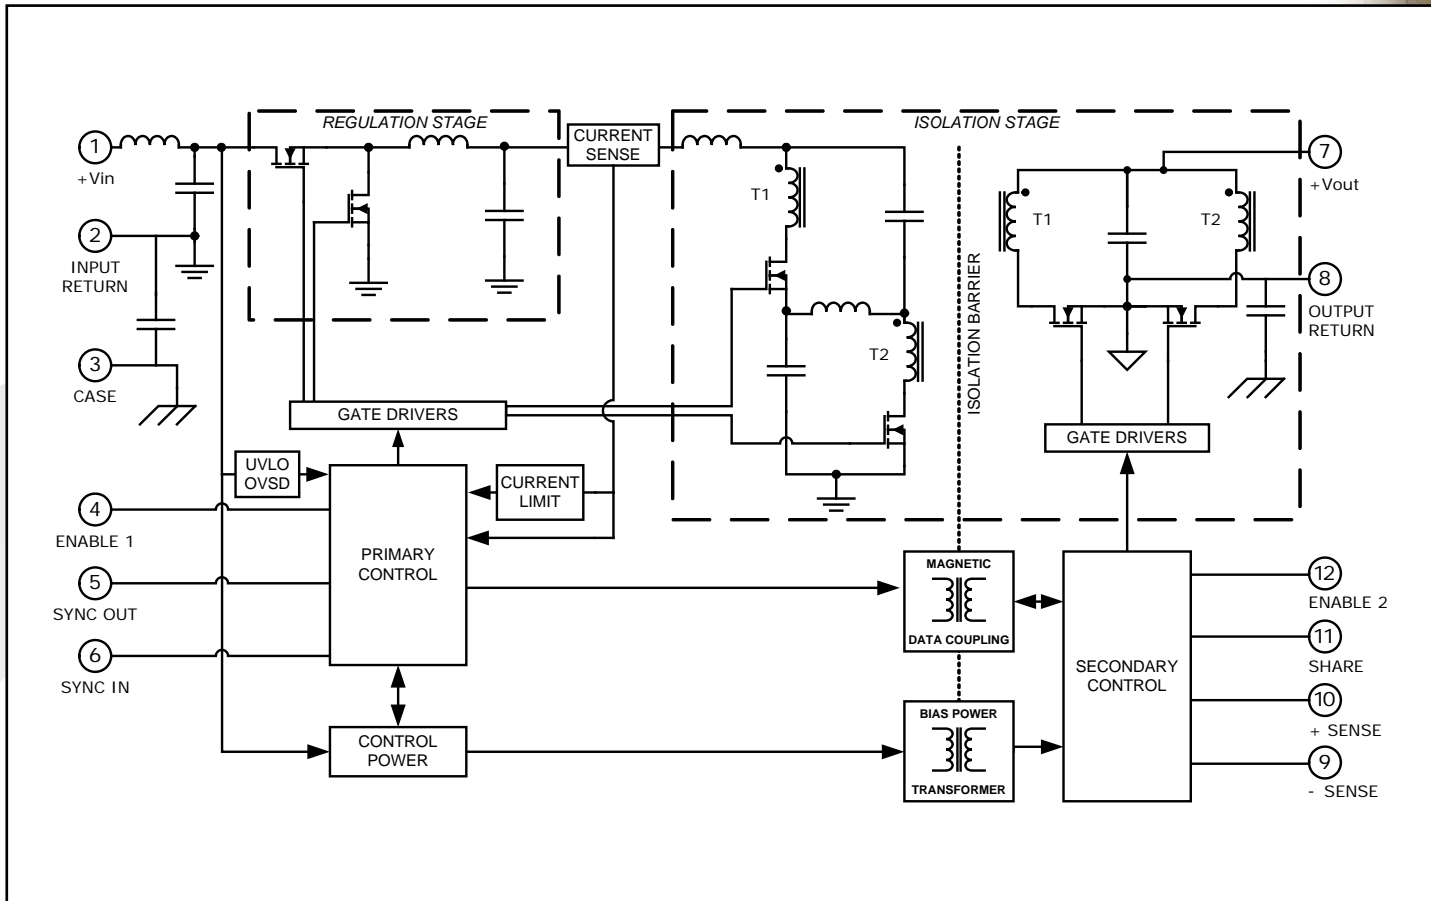 REGULATION STAGE
ISOLATION STAGE
1
+Vin
CURRENT
SENSE
7
+Vout
T1
T1
T2
2
INPUT
RETURN
8
OUTPUT
RETURN
ISOLATION BARRIER
T2
3
CASE
GATE DRIVERS
GATE DRIVERS
UVLO
OVSD
CURRENT
LIMIT
4
ENABLE 1
PRIMARY
CONTROL
5
SYNC OUT
6
SYNC IN
MAGNETIC
DATA COUPLING
12
ENABLE 2
11
SHARE
SECONDARY
CONTROL
10
+ SENSE
9
- SENSE
CONTROL
POWER
BIAS POWER
TRANSFORMER